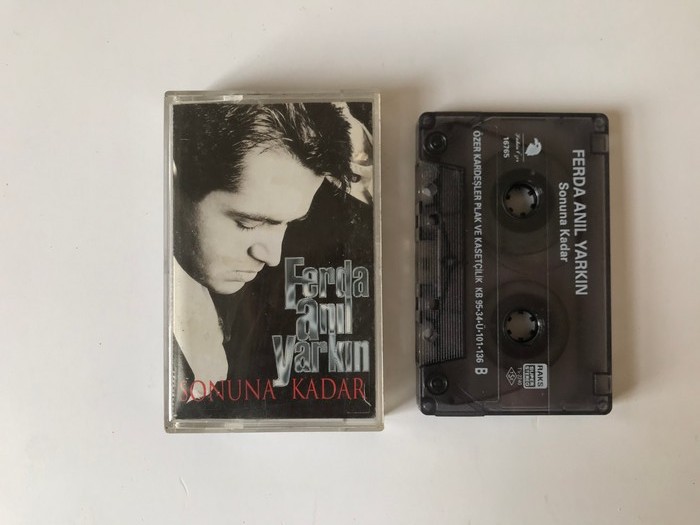 Ferda
anıl
yarkın
SONUNA KADAR
FERDA ANIL YARKIN
Sonuna Kadar
16765
ÖZER KARDEŞLER PLAK VE KASETÇİLİK KB 95-34-Ü-101-136 B
RAKS